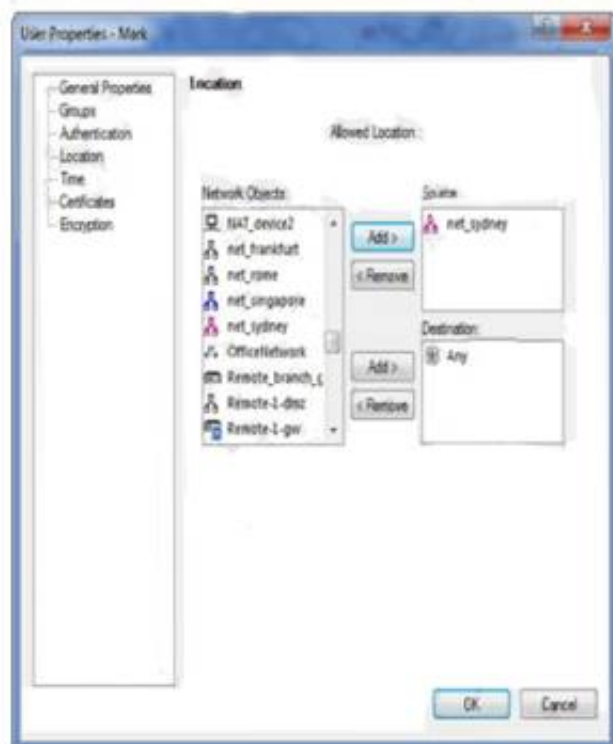 User Properties - Mark
General Properties
Groups
Authentication
Location
Time
Certificates
Encryption
Location
Allowed Location :
Network Objects:
NAT_device2
net_frankfurt
net_rome
net_singapore
net_sydney
OfficeNetwork
Remote_branch_g
Remote-1-dmz
Remote-1-gw
Add >
< Remove
Source:
net_sydney
Add >
< Remove
Destination:
Any
OK
Cancel